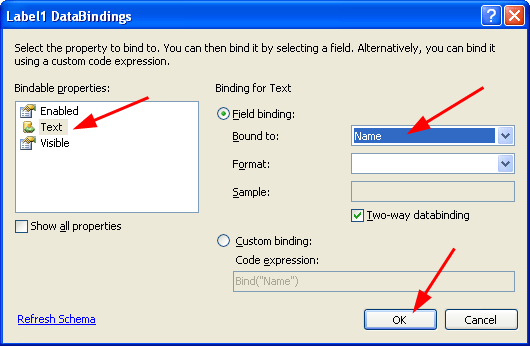 Label1 DataBindings
Select the property to bind to. You can then bind it by selecting a field. Alternatively, you can bind it
using a custom code expression.
Bindable properties:
Enabled
Text
Visible
Show all properties
Binding for Text
Field binding:
Bound to:
Name
Format:
Sample:
Two-way databinding
Custom binding:
Code expression:
Bind("Name")
Refresh Schema
OK
Cancel